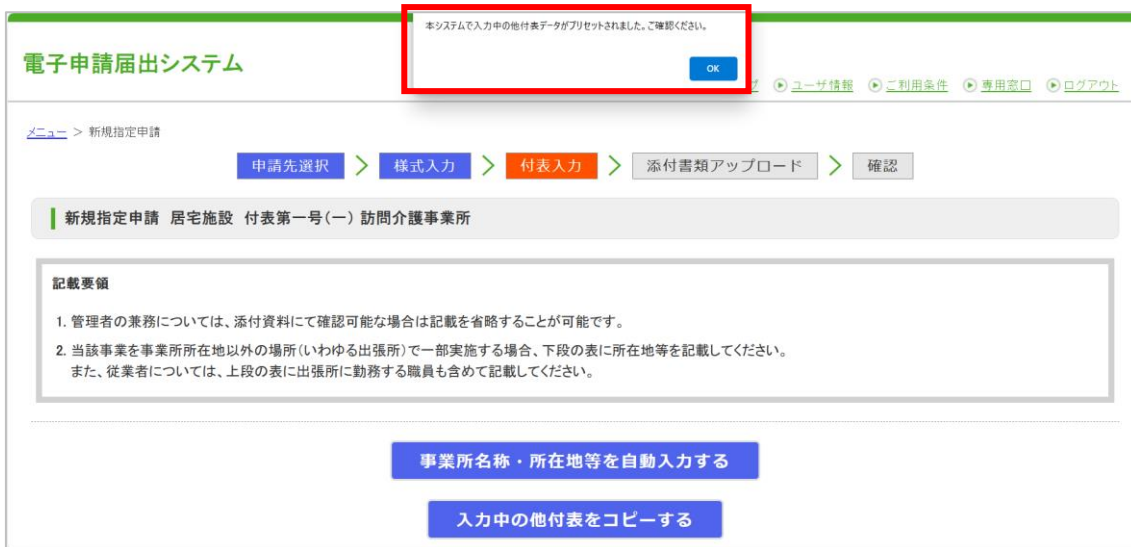 本システムで入力中の他付表データがプリセットされました。ご確認ください。
OK
電子申請届出システム
ユーザ情報 ご利用条件 専用窓口 ログアウト
メニュー > 新規指定申請
申請先選択 > 様式入力 > 付表入力 > 添付書類アップロード > 確認
新規指定申請 居宅施設 付表第一号(一) 訪問介護事業所
記載要領
1. 管理者の兼務については、添付資料にて確認可能な場合は記載を省略することが可能です。
2. 当該事業を事業所所在地以外の場所(いわゆる出張所)で一部実施する場合、下段の表に所在地等を記載してください。
また、従業者については、上段の表に出張所に勤務する職員も含めて記載してください。
事業所名称・所在地等を自動入力する
入力中の他付表をコピーする